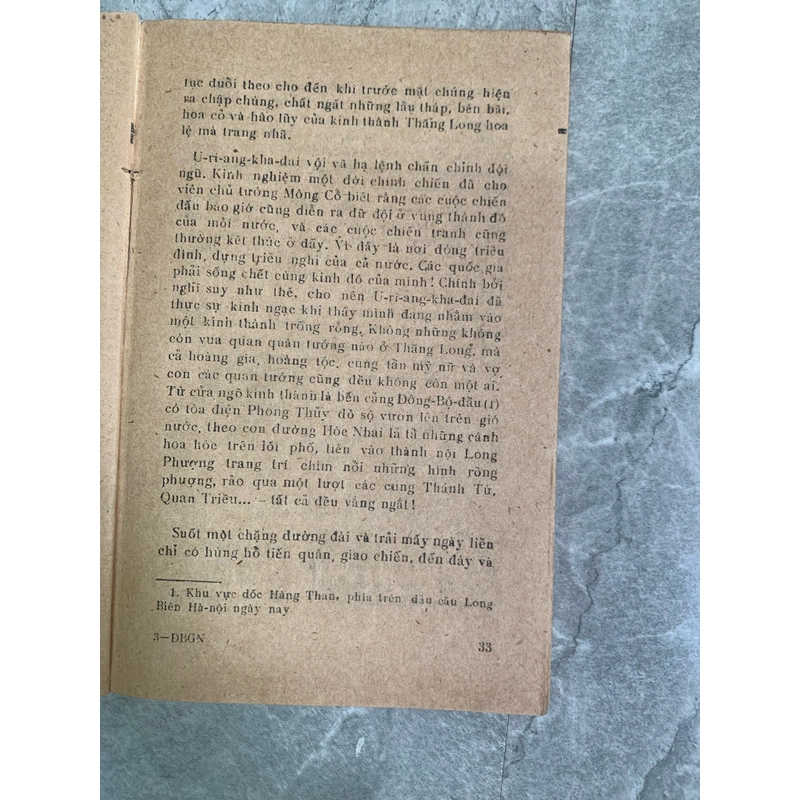 tục đuổi theo cho đến khi trước mặt chúng hiện
ra chập chùng, chất ngất những lâu tháp, bến bãi,
hoa cỏ và hào lũy của kinh thành Thăng Long hoa
lệ mà trang nhã.
U-ri-ang-kha-đai vội vã hạ lệnh chấn chỉnh đội
ngũ. Kinh nghiệm một đời chinh chiến đã cho
viên chủ tướng Mông Cổ biết rằng các cuộc chiến
đấu bao giờ cũng diễn ra dữ dội ở vùng thành đô
của mỗi nước, và các cuộc chiến tranh cũng
thường kết thúc ở đấy. Vì đấy là nơi đóng triều
đình, dựng triều nghi của cả nước. Các quốc gia
phải sống chết cùng kinh đô của mình! Chính bởi
nghĩ suy như thế, cho nên U-ri-ang-kha-đai đã
thực sự kinh ngạc khi thấy mình đang nhằm vào
một kinh thành trống rỗng. Không những không
còn vua quan quân tướng nào ở Thăng Long, mà
cả hoàng gia, hoàng tộc, cung tần mỹ nữ và vợ
con các quan tướng cũng đều không còn một ai.
Từ cửa ngõ kinh thành là bến cảng Đông-Bộ-đầu (1)
có tòa điện Phong Thủy đồ sộ vươn lên trên gió
nước, theo con đường Hòe Nhai lả tả những cánh
hoa hòe trên lối phố, tiến vào thành nội Long
Phượng trang trí chìm nổi những hình rồng
phượng, rảo qua một lượt các cung Thánh Từ,
Quan Triều... – tất cả đều vắng ngắt!
Suốt một chặng đường dài và trải mấy ngày liền
chỉ có hùng hổ tiến quân, giao chiến, đến đây và
1. Khu vực dốc Hàng Than, phía trên đầu cầu Long
Biên Hà-nội ngày nay
3—DBGN
33